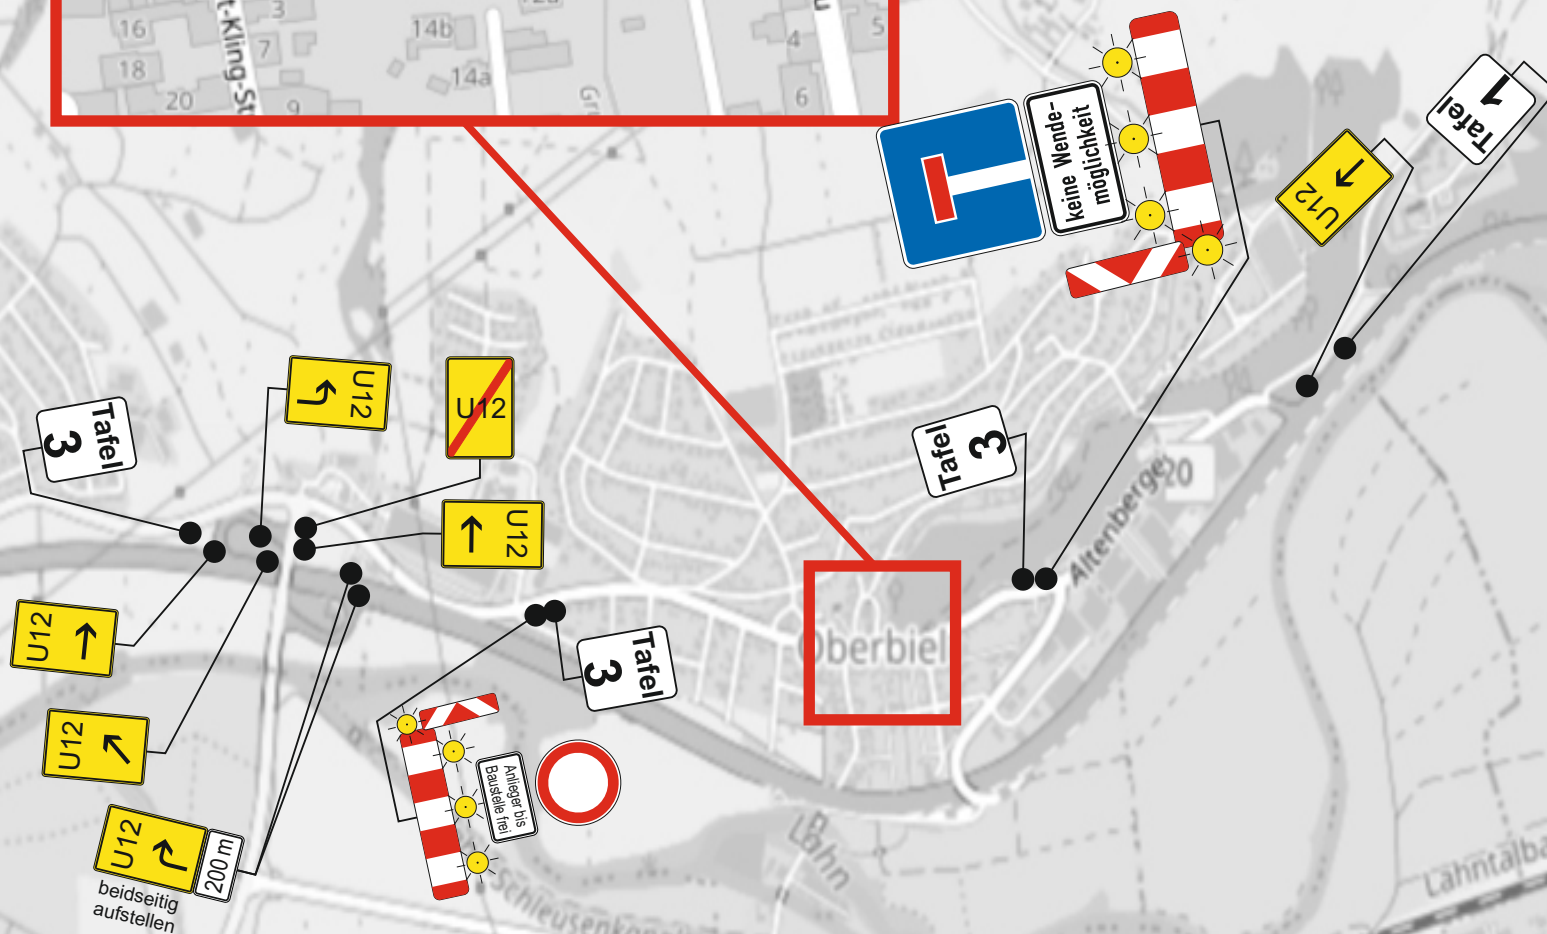 16
18
20
t-Kling-St
3
7
9
14b
14a
4
6
5
keine Wende-
möglichkeit
Tafel
1
U12
U12
U12
Tafel
3
U12
Tafel
3
20
Altenberger
U12
U12
Tafel
3
Oberbiel
U12
200 m
beidseitig
aufstellen
Anlieger bis
Baustelle frei
Lahn
Lahntalba